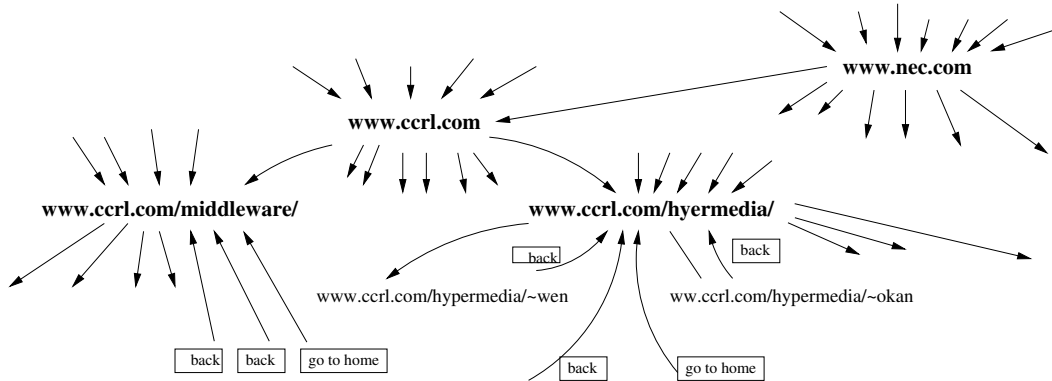 www.nec.com
www.ccrl.com
www.ccrl.com/middleware/
www.ccrl.com/hyermedia/
back
back
www.ccrl.com/hypermedia/~wen
ww.ccrl.com/hypermedia/~okan
back
back
go to home
back
go to home